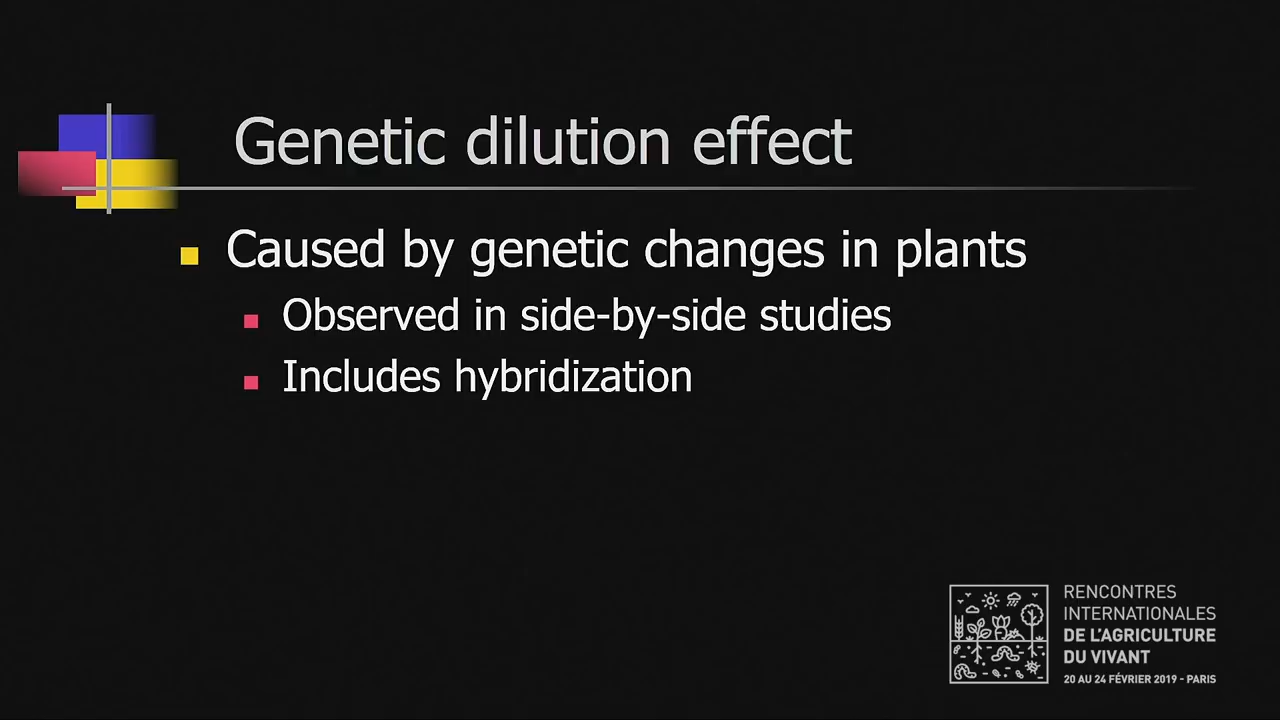 Genetic dilution effect
Caused by genetic changes in plants
Observed in side-by-side studies
Includes hybridization
RENCONTRES
INTERNATIONALES
DE L'AGRICULTURE
DU VIVANT
20 AU 24 FÉVRIER 2019 - PARIS